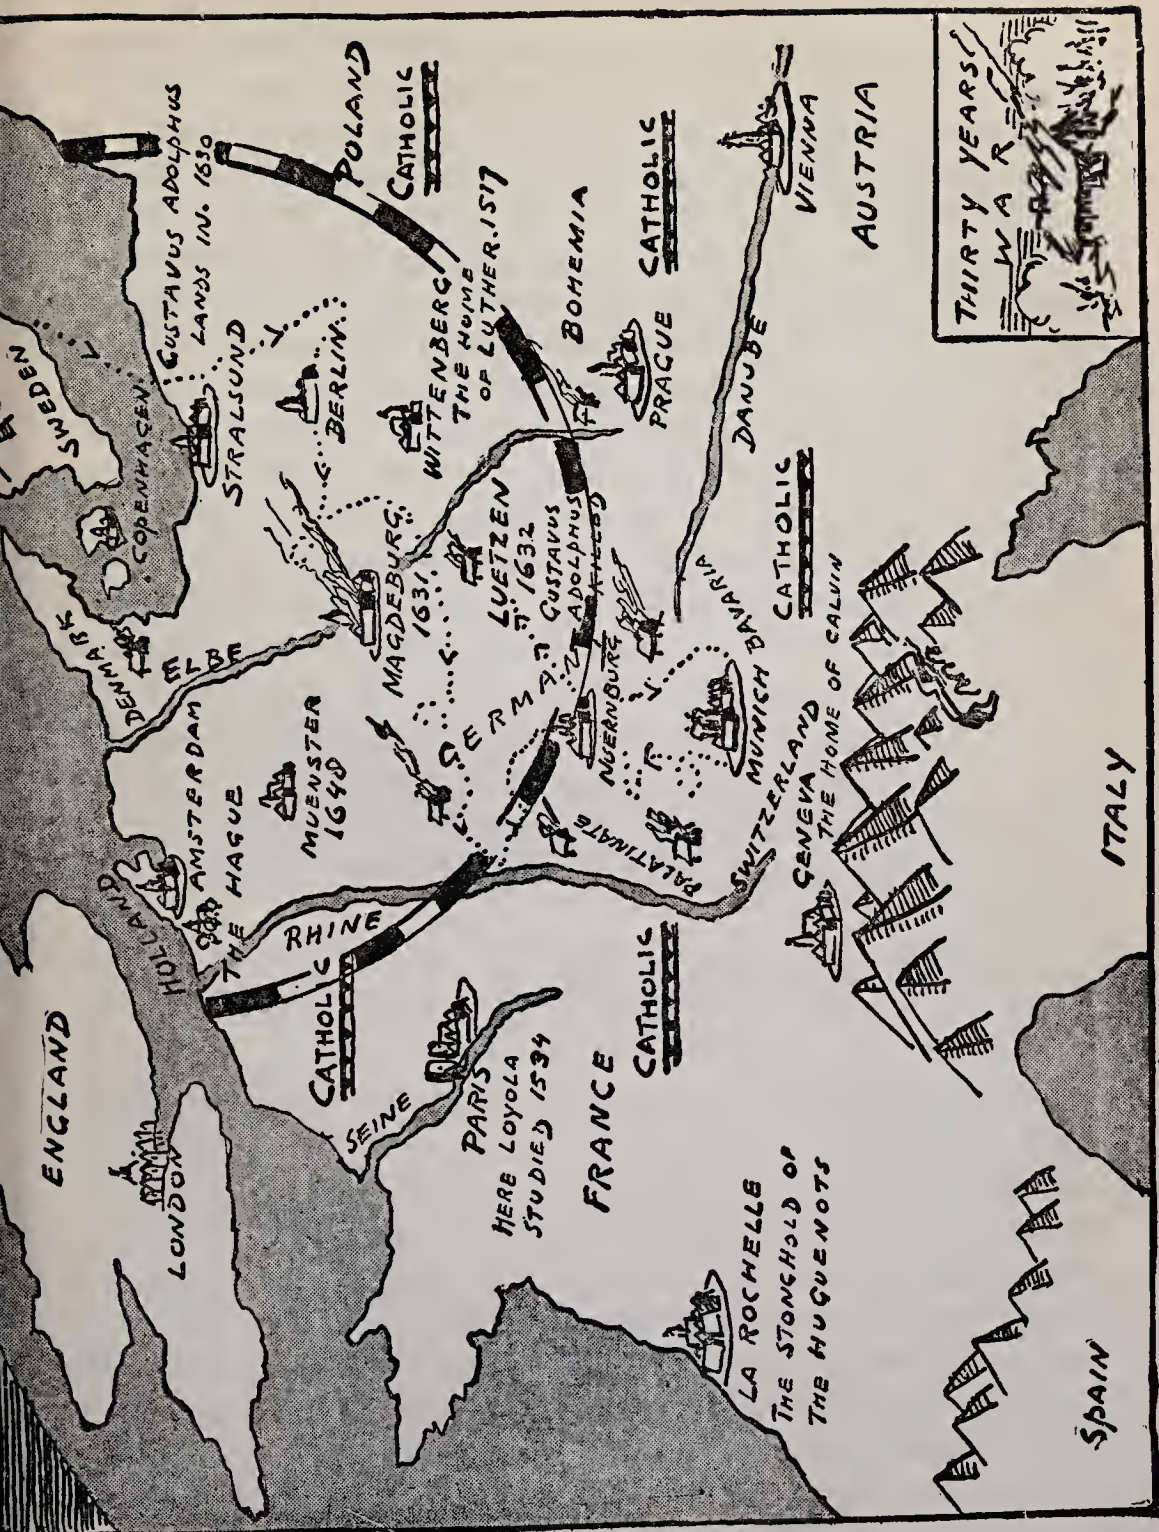 THIRTY YEARS'
WAR
ENGLAND
LONDON
SWEDEN
COPENHAGEN
DENMARK
ELBE
GUSTAVUS ADOLPHUS
LANDS IN. 1630
STRALSUND
POLAND
CATHOLIC
BERLIN
WITTENBERG
THE HOME
OF LUTHER.1517
HOLLAND
AMSTERDAM
THE HAGUE
MUENSTER
1648
MAGDEBURG
1631
LUETZEN
1632
GUSTAVUS
ADOLPHUS
KILLED
GERMANY
RHINE
CATHOLIC
BOHEMIA
PRAGUE
CATHOLIC
NUERNBURG
PALATINATE
SEINE
PARIS
HERE LOYOLA
STUDIED 1534
FRANCE
CATHOLIC
DANUBE
VIENNA
AUSTRIA
MUNICH
BAVARIA
CATHOLIC
SWITZERLAND
GENEVA
THE HOME OF CALVIN
LA ROCHELLE
THE STONGHOLD OF
THE HUGUENOTS
ITALY
SPAIN